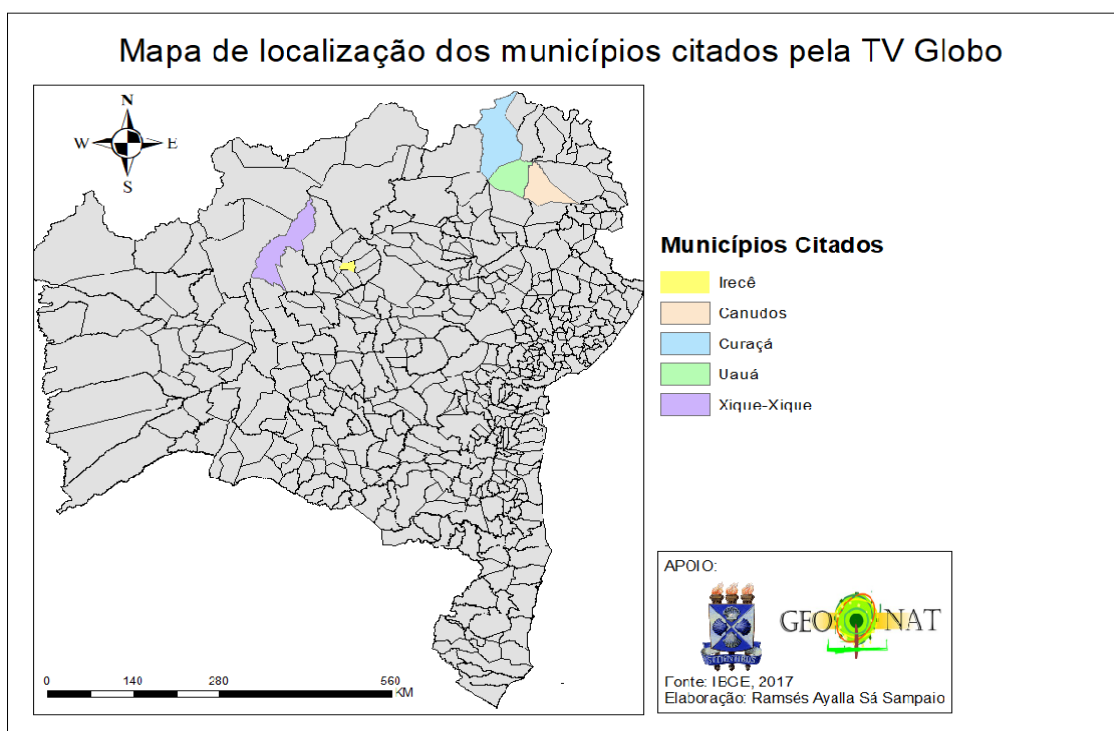 Mapa de localização dos municípios citados pela TV Globo
N
W
E
S
Municípios Citados
Irecê
Canudos
Curaçá
Uauá
Xique-Xique
APOIO:
GEO NAT
Fonte: IBGE, 2017
Elaboração: Ramsés Ayalla Sá Sampaio
0 140 280 560
KM